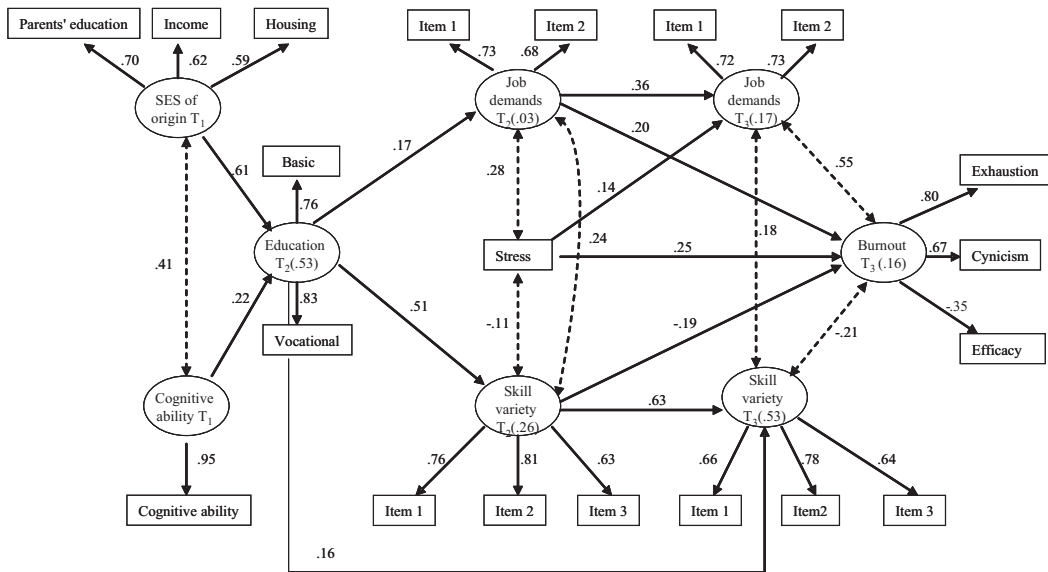 Parents' education
Income
Housing
Item 1
Item 2
Item 1
Item 2
.70
.62
.59
.73
.68
.72
.73
SES of
origin T1
Job
demands
T2(.03)
.36
Job
demands
T3(.17)
.20
.17
.61
Basic
.76
.28
.14
.55
Exhaustion
.80
Education
T2(.53)
Stress
.24
.25
.18
Burnout
T3 (.16)
.67
Cynicism
.41
.22
.83
.51
-.11
-.19
-.21
-.35
Vocational
Efficacy
Cognitive
ability T1
Skill
variety
T2(.26)
.63
Skill
variety
T3(.53)
.95
.76
.81
.63
.66
.78
.64
Cognitive ability
Item 1
Item 2
Item 3
Item 1
Item2
Item 3
.16